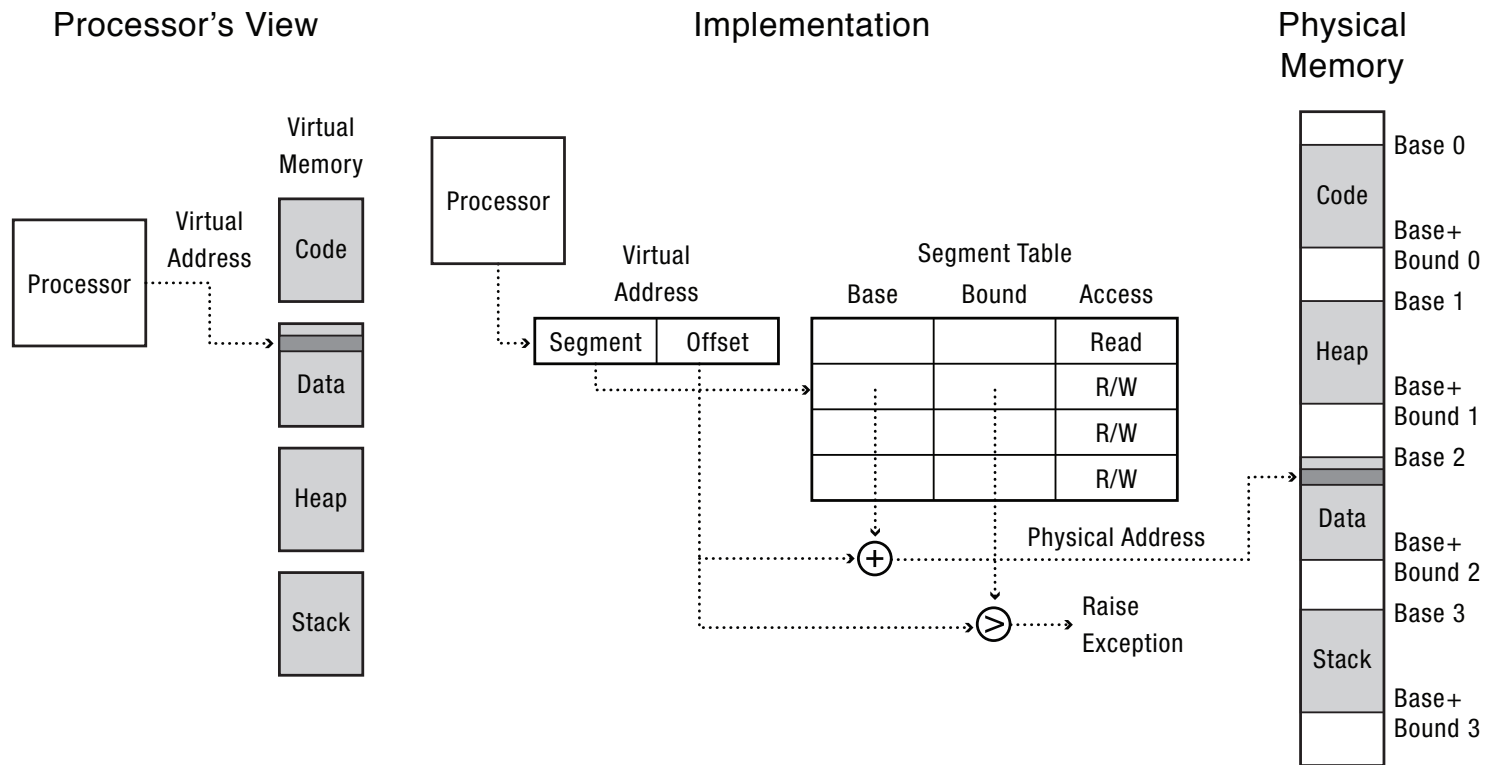 Processor's View
Virtual
Memory
Processor
Virtual
Address
Code
Data
Heap
Stack
Implementation
Processor
Virtual
Address
Segment Offset
Segment Table
Base Bound Access
Read
R/W
R/W
R/W
+
Physical Address
>
Raise
Exception
Physical
Memory
Base 0
Code
Base+
Bound 0
Base 1
Heap
Base+
Bound 1
Base 2
Data
Base+
Bound 2
Base 3
Stack
Base+
Bound 3